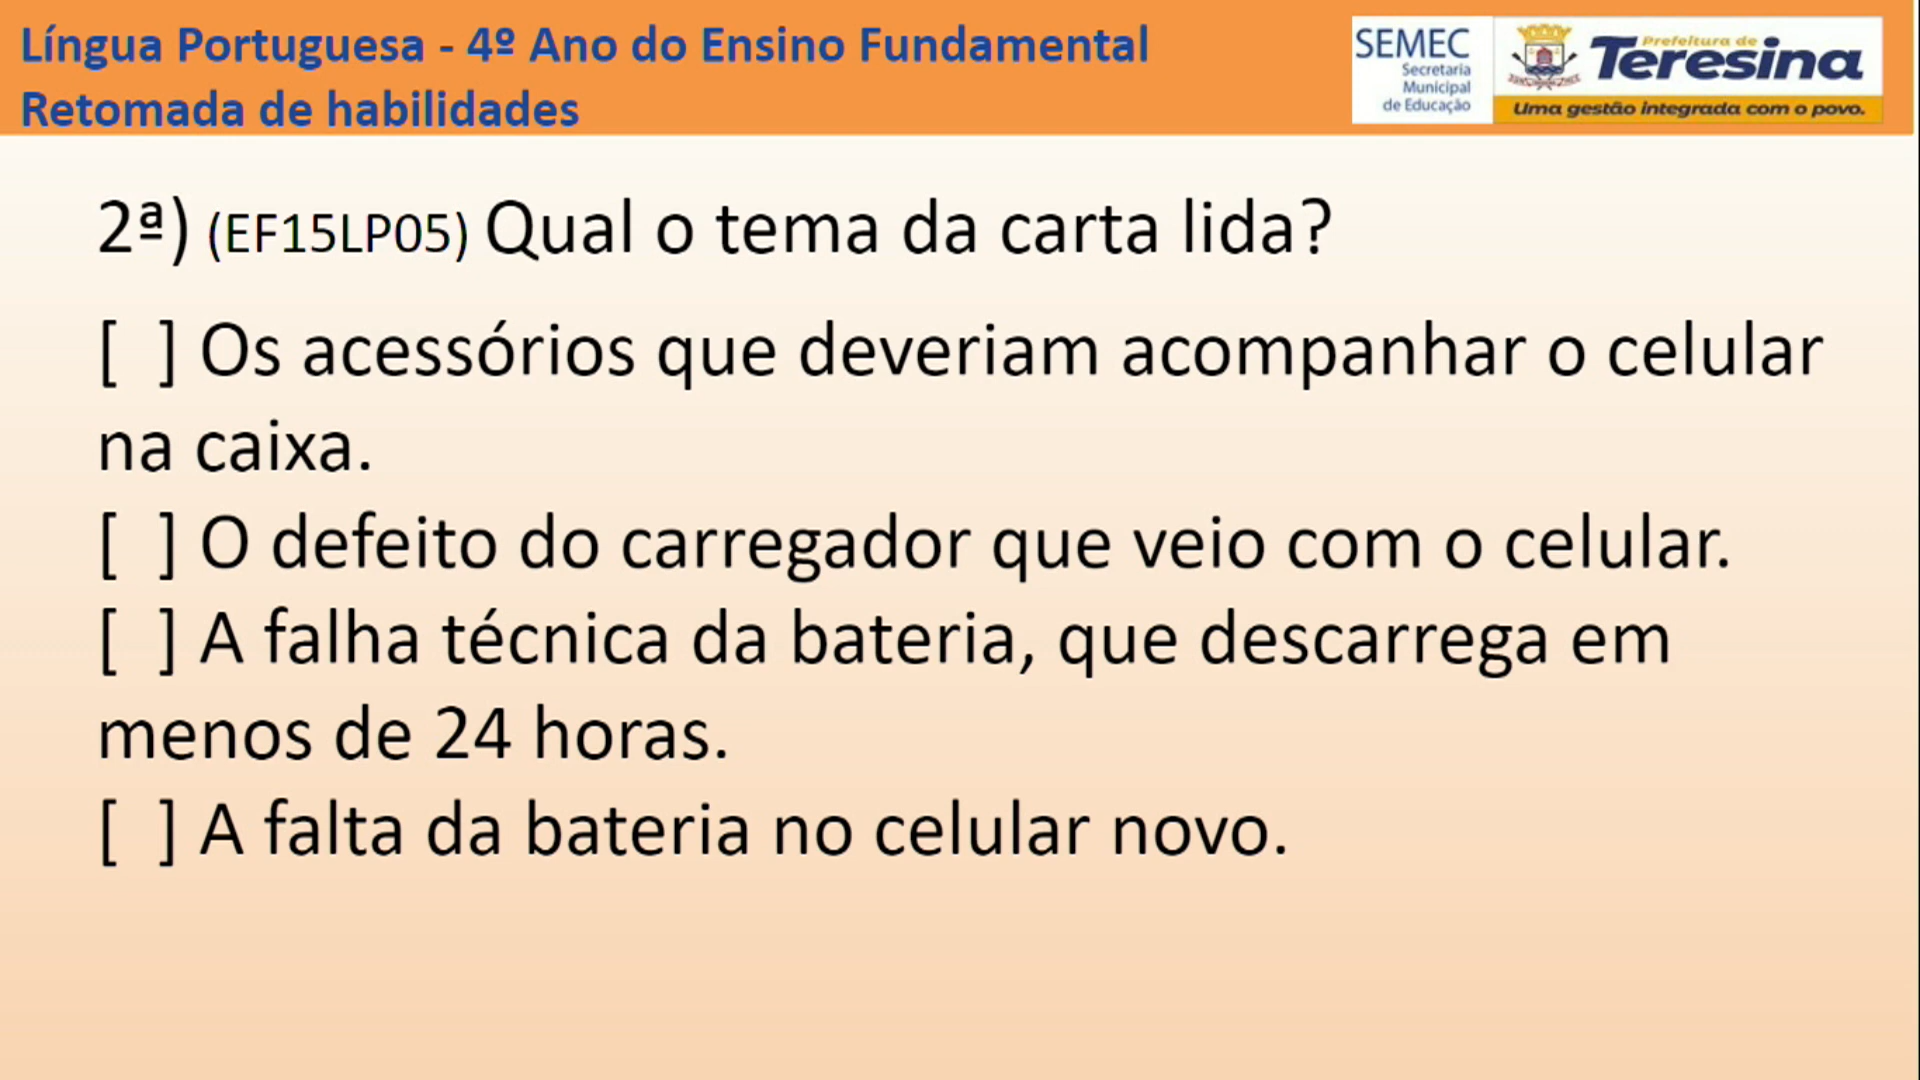 Língua Portuguesa - 4º Ano do Ensino Fundamental
Retomada de habilidades
SEMEC
Secretaria
Municipal
de Educação
Prefeitura de
Teresina
Uma gestão integrada com o povo.
2ª) (EF15LP05) Qual o tema da carta lida?
[ ] Os acessórios que deveriam acompanhar o celular
na caixa.
[ ] O defeito do carregador que veio com o celular.
[ ] A falha técnica da bateria, que descarrega em
menos de 24 horas.
[ ] A falta da bateria no celular novo.